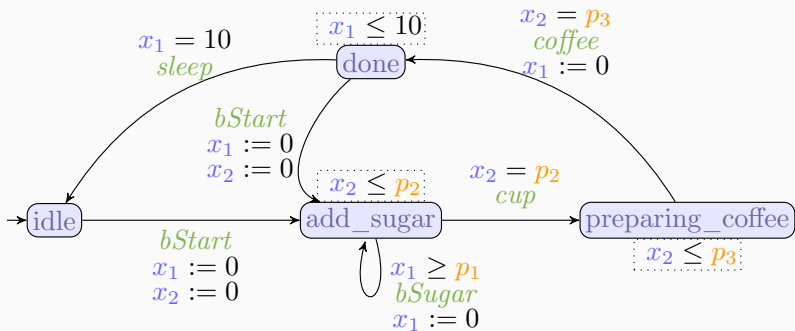 x₁ ≤ 10
done
x₁ = 10
sleep
x₂ = p₃
coffee
x₁ := 0
bStart
x₁ := 0
x₂ := 0
x₂ ≤ p₂
x₂ = p₂
cup
idle
add_sugar
preparing_coffee
bStart
x₁ := 0
x₂ := 0
x₁ ≥ p₁
bSugar
x₁ := 0
x₂ ≤ p₃